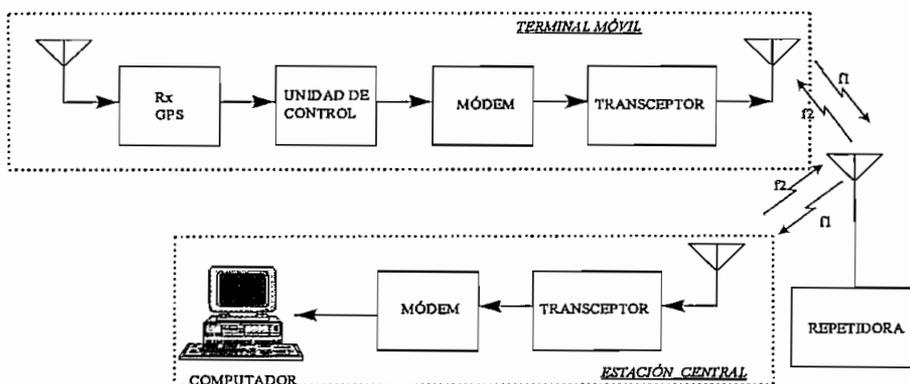 TERMINAL MÓVIL
Rx
GPS
UNIDAD DE
CONTROL
MÓDEM
TRANSCEPTOR
f1
f2
f2
f1
MÓDEM
TRANSCEPTOR
REPETIDORA
COMPUTADOR
ESTACIÓN CENTRAL